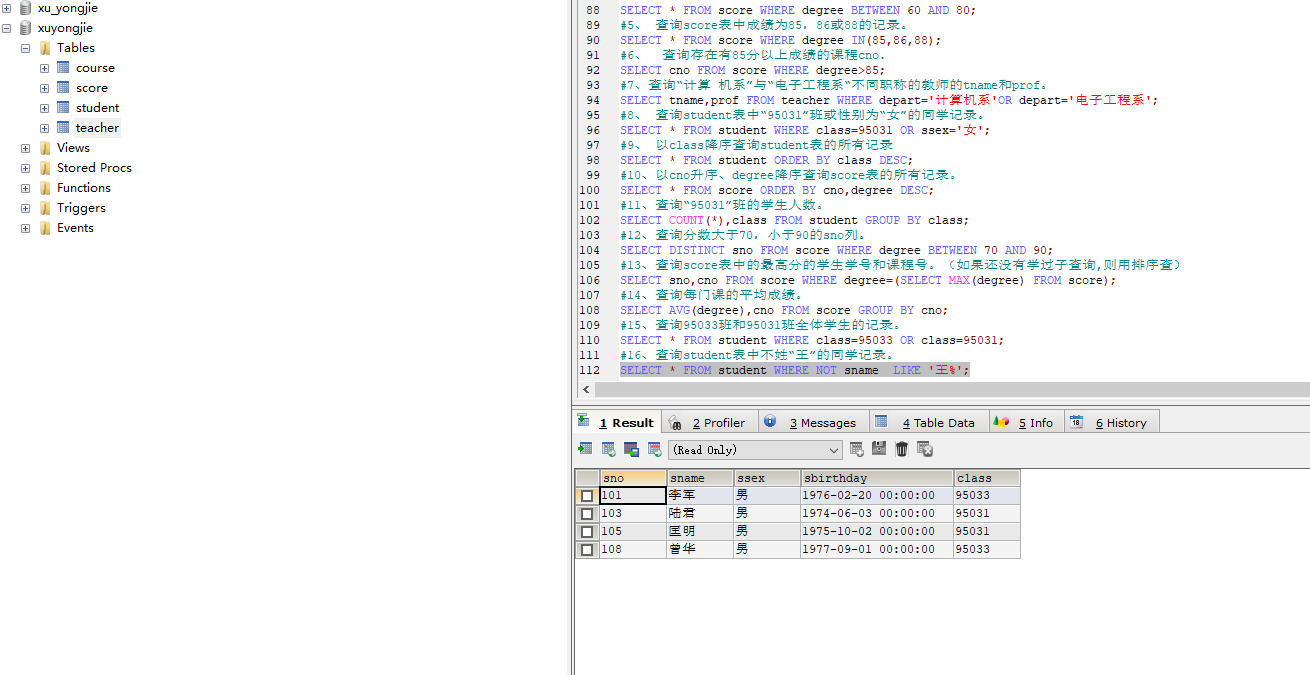 xu_yongjie
xuyongjie
Tables
course
score
student
teacher
Views
Stored Procs
Functions
Triggers
Events
88 SELECT * FROM score WHERE degree BETWEEN 60 AND 80;
89 #5、 查询score表中成绩为85，86或88的记录。
90 SELECT * FROM score WHERE degree IN(85,86,88);
91 #6、  查询存在有85分以上成绩的课程cno.
92 SELECT cno FROM score WHERE degree>85;
93 #7、查询“计算 机系”与“电子工程系“不同职称的教师的tname和prof。
94 SELECT tname,prof FROM teacher WHERE depart='计算机系'OR depart='电子工程系';
95 #8、 查询student表中“95031”班或性别为“女”的同学记录。
96 SELECT * FROM student WHERE class=95031 OR ssex='女';
97 #9、 以class降序查询student表的所有记录
98 SELECT * FROM student ORDER BY class DESC;
99 #10、以cno升序、degree降序查询score表的所有记录。
100 SELECT * FROM score ORDER BY cno,degree DESC;
101 #11、查询“95031”班的学生人数。
102 SELECT COUNT(*),class FROM student GROUP BY class;
103 #12、查询分数大于70，小于90的sno列。
104 SELECT DISTINCT sno FROM score WHERE degree BETWEEN 70 AND 90;
105 #13、查询score表中的最高分的学生学号和课程号。（如果还没有学过子查询,则用排序查）
106 SELECT sno,cno FROM score WHERE degree=(SELECT MAX(degree) FROM score);
107 #14、查询每门课的平均成绩。
108 SELECT AVG(degree),cno FROM score GROUP BY cno;
109 #15、查询95033班和95031班全体学生的记录。
110 SELECT * FROM student WHERE class=95033 OR class=95031;
111 #16、查询student表中不姓“王”的同学记录。
112 SELECT * FROM student WHERE NOT sname  LIKE '王%';
1 Result 2 Profiler 3 Messages 4 Table Data 5 Info 18 6 History
(Read Only)
sno sname ssex sbirthday class
101 李军 男 1976-02-20 00:00:00 95033
103 陆君 男 1974-06-03 00:00:00 95031
105 匡明 男 1975-10-02 00:00:00 95031
108 曾华 男 1977-09-01 00:00:00 95033